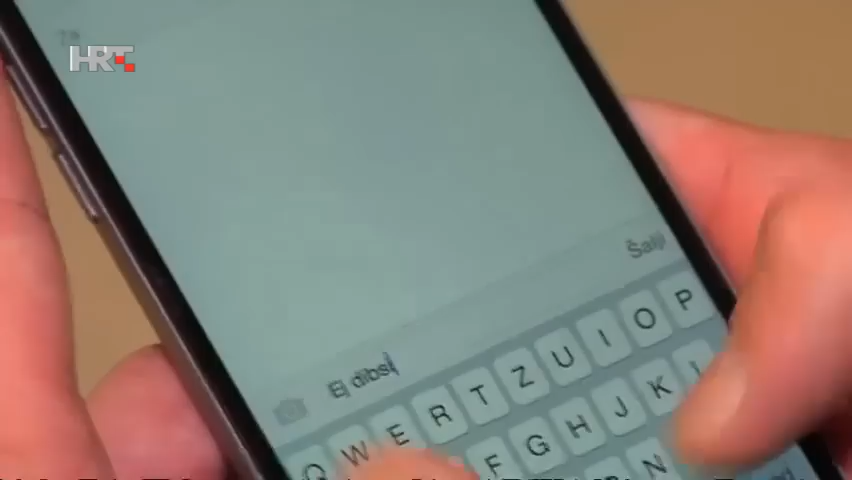 HRT
Šalji
Ej dibs
Q W E R T Z U I O P
F G H J K L
N